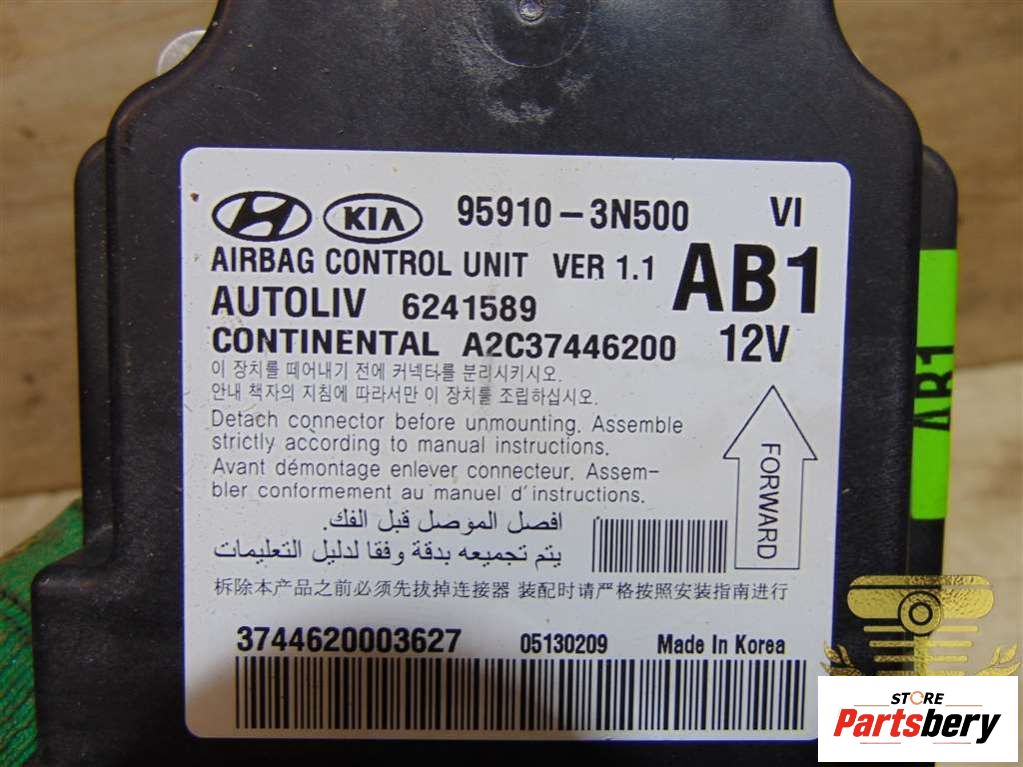 KIA 95910-3N500 VI
AIRBAG CONTROL UNIT VER 1.1 AB1
AUTOLIV 6241589
CONTINENTAL A2C37446200 12V
이 장치를 떼어내기 전에 커넥터를 분리시키시오.
안내 책자의 지침에 따라서만 이 장치를 조립하십시오.
Detach connector before unmounting. Assemble
strictly according to manual instructions.
Avant démontage enlever connecteur. Assem-
bler conformement au manuel d'instructions.
FORWARD
افصل الموصل قبل الفك.
يتم تجميعه بدقة وفقا لدليل التعليمات
拆除本产品之前必须先拔掉连接器 装配时请严格按照安装指南进行
3744620003627 05130209 Made In Korea
AB1
STORE
Partsbery